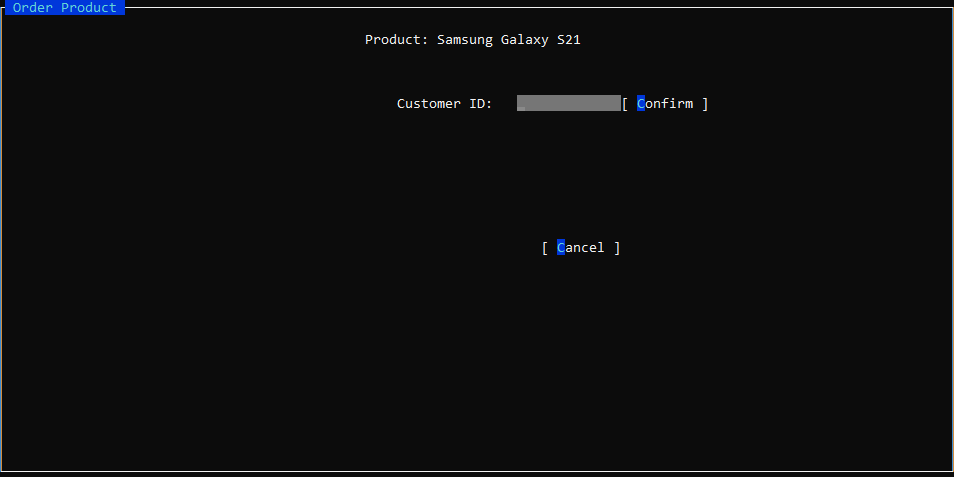 Order Product
Product: Samsung Galaxy S21
Customer ID: [ Confirm ]
[ Cancel ]